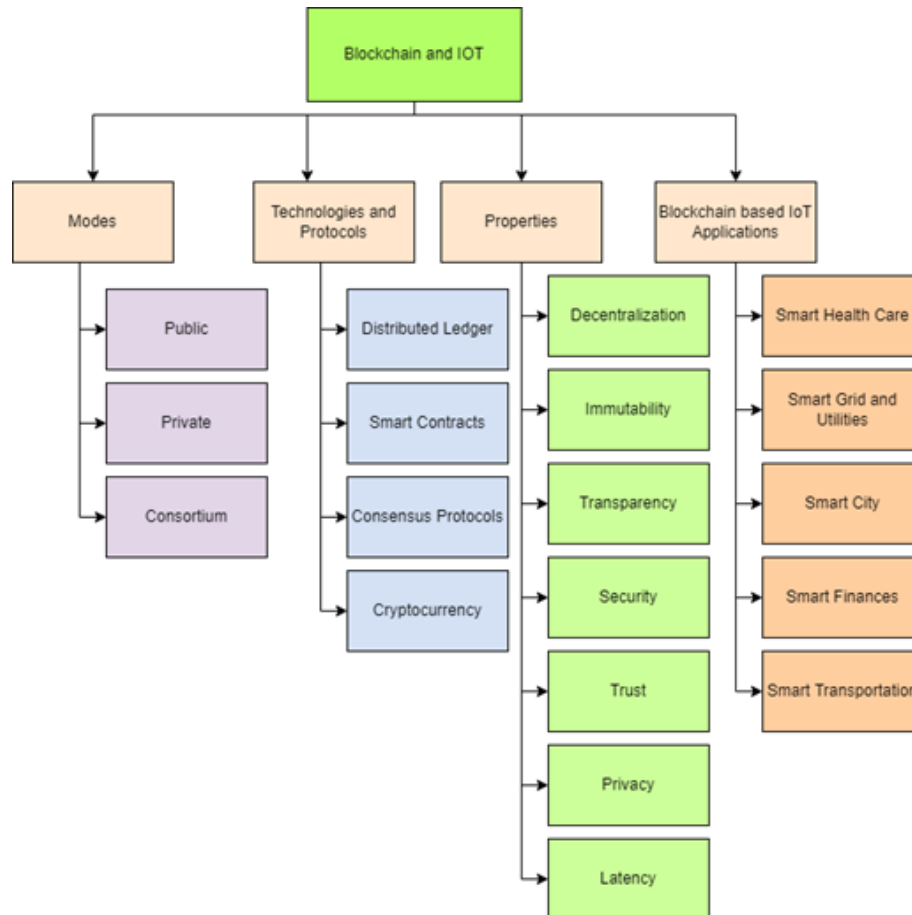 Blockchain and IOT
Modes
Technologies and
Protocols
Properties
Blockchain based IoT
Applications
Public
Private
Consortium
Distributed Ledger
Smart Contracts
Consensus Protocols
Cryptocurrency
Decentralization
Immutability
Transparency
Security
Trust
Privacy
Latency
Smart Health Care
Smart Grid and
Utilities
Smart City
Smart Finances
Smart Transportation